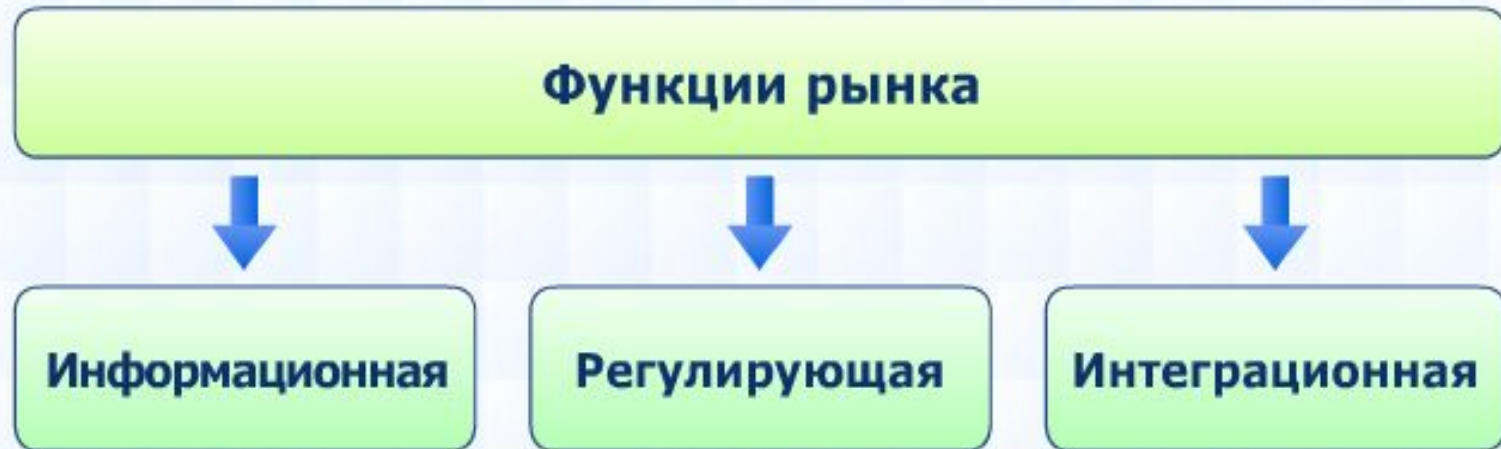 Функции рынка
Информационная
Регулирующая
Интеграционная